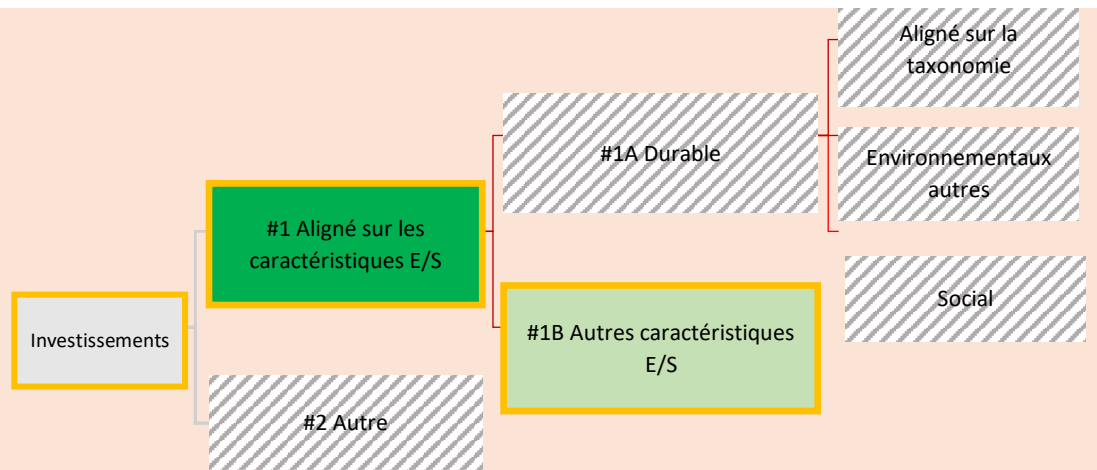 Investissements
#1 Aligné sur les
caractéristiques E/S
#2 Autre
#1A Durable
#1B Autres caractéristiques
E/S
Aligné sur la
taxonomie
Environnementaux
autres
Social